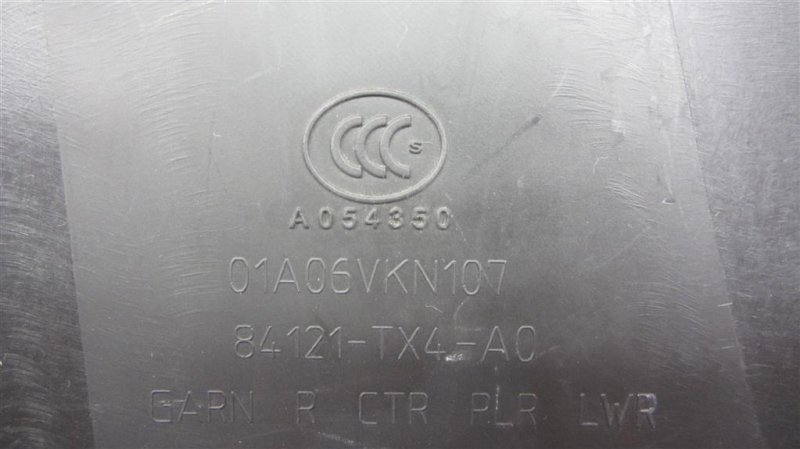 CCC S
A054350
01A06VKN107
84121-TX4-A0
GARN R CTR PLR LWR